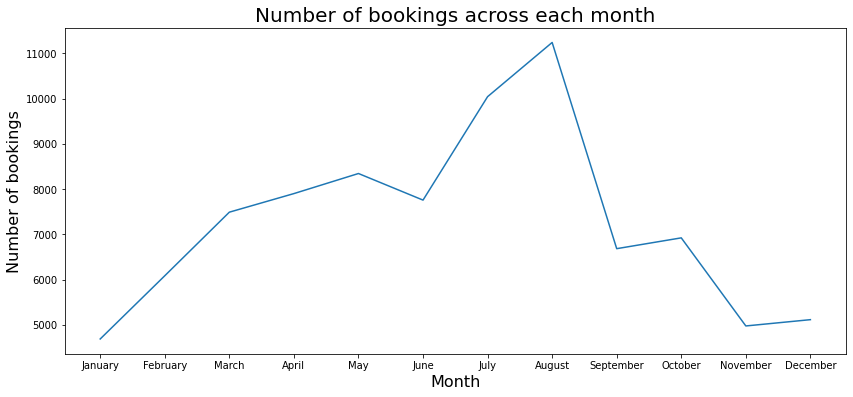 Number of bookings across each month
Number of bookings
11000
10000
9000
8000
7000
6000
5000
January February March April May June July August September October November December
Month